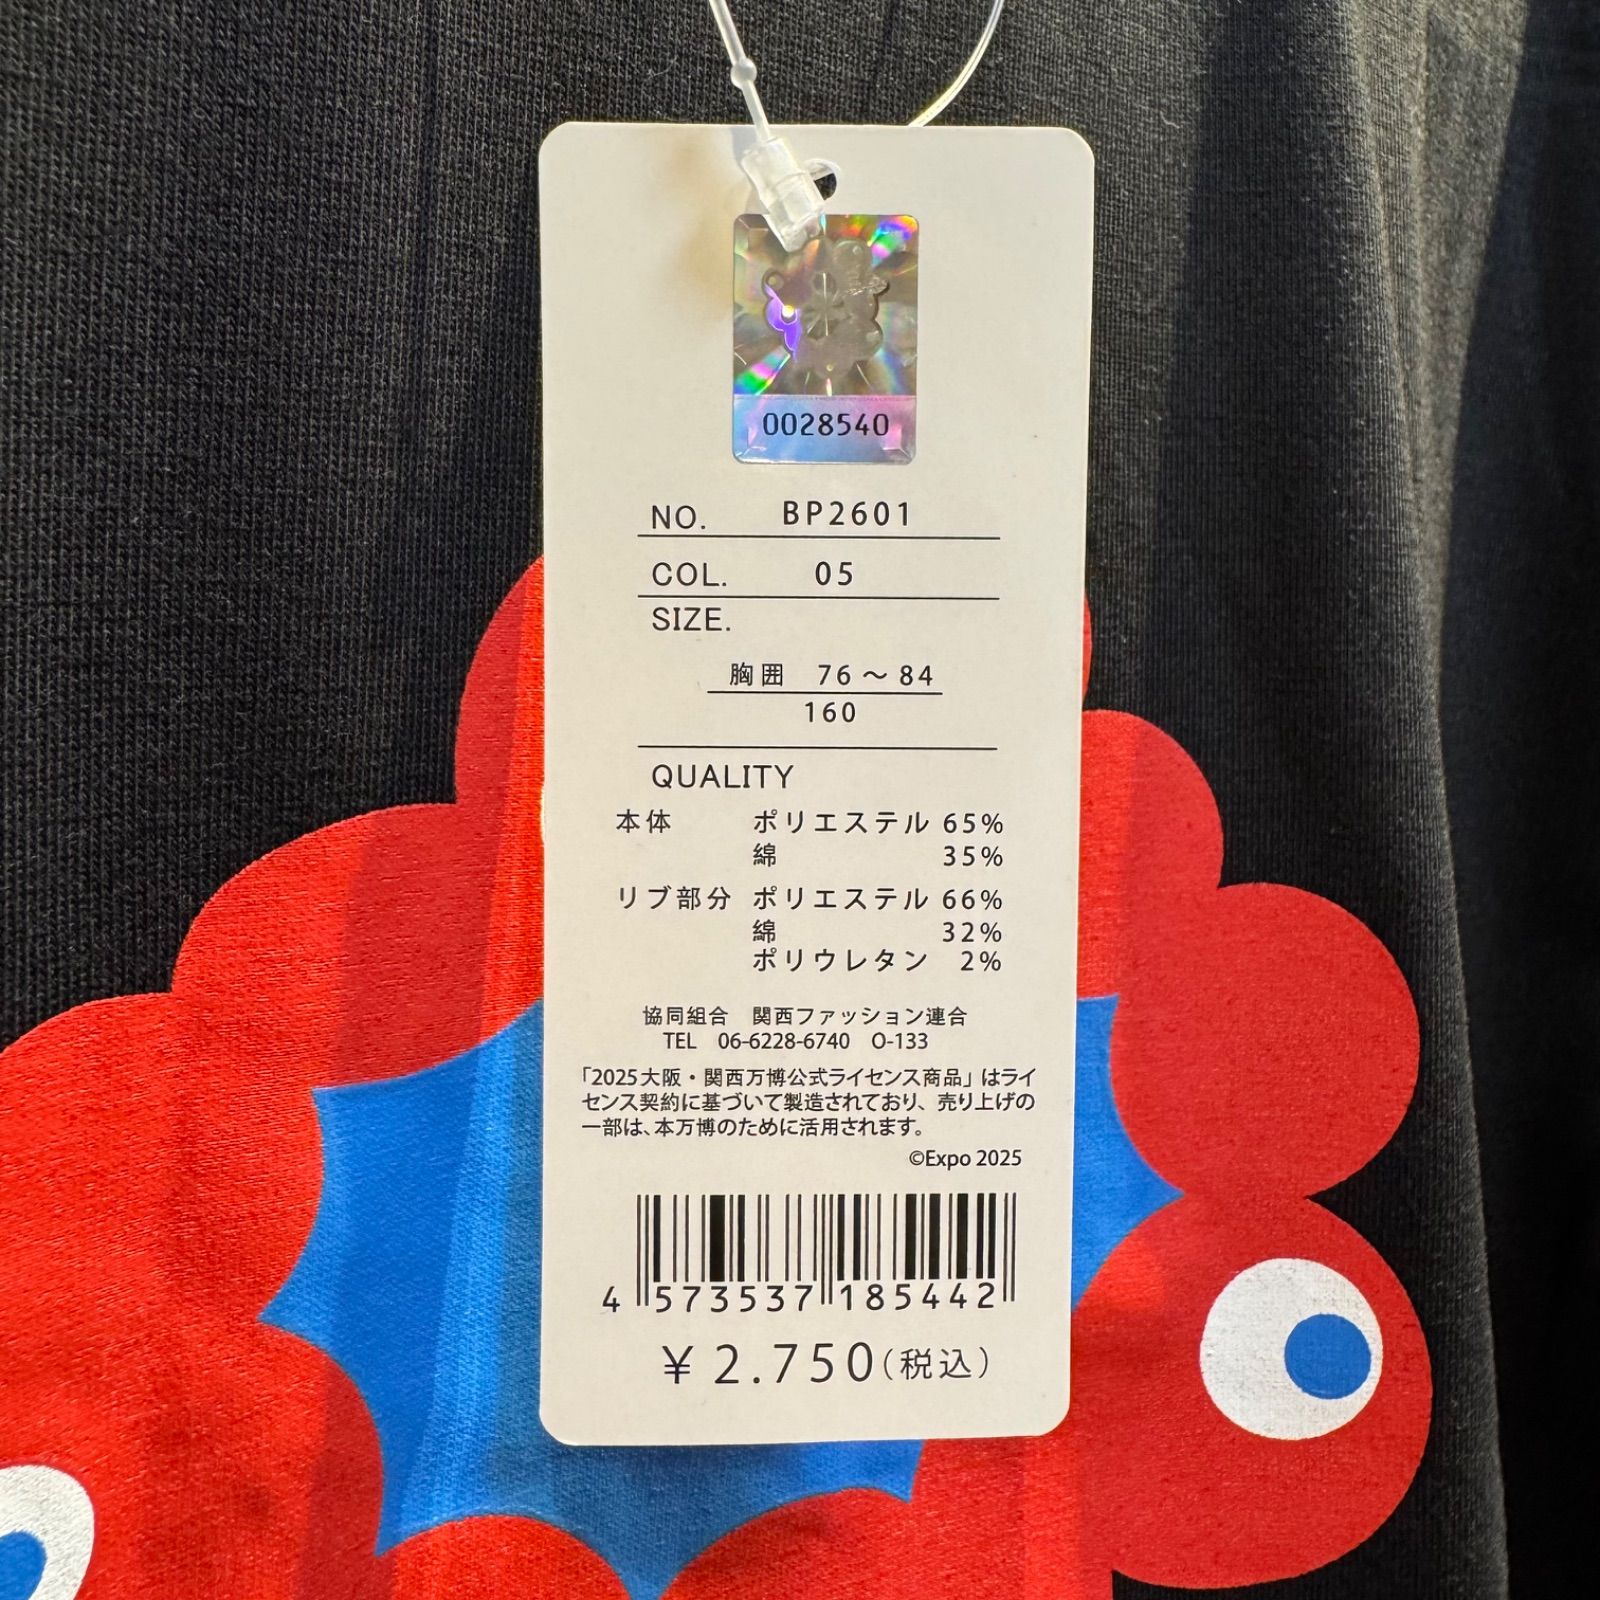 0028540
NO. BP2601
COL. 05
SIZE.
胸囲 76～84
160
QUALITY
本体 ポリエステル 65%
綿 35%
リブ部分 ポリエステル 66%
綿 32%
ポリウレタン 2%
協同組合 関西ファッション連合
TEL 06-6228-6740 O-133
「2025大阪・関西万博公式ライセンス商品」はライ
センス契約に基づいて製造されており、売り上げの
一部は、本万博のために活用されます。
©Expo 2025
4 573537 185442
¥ 2.750(税込)